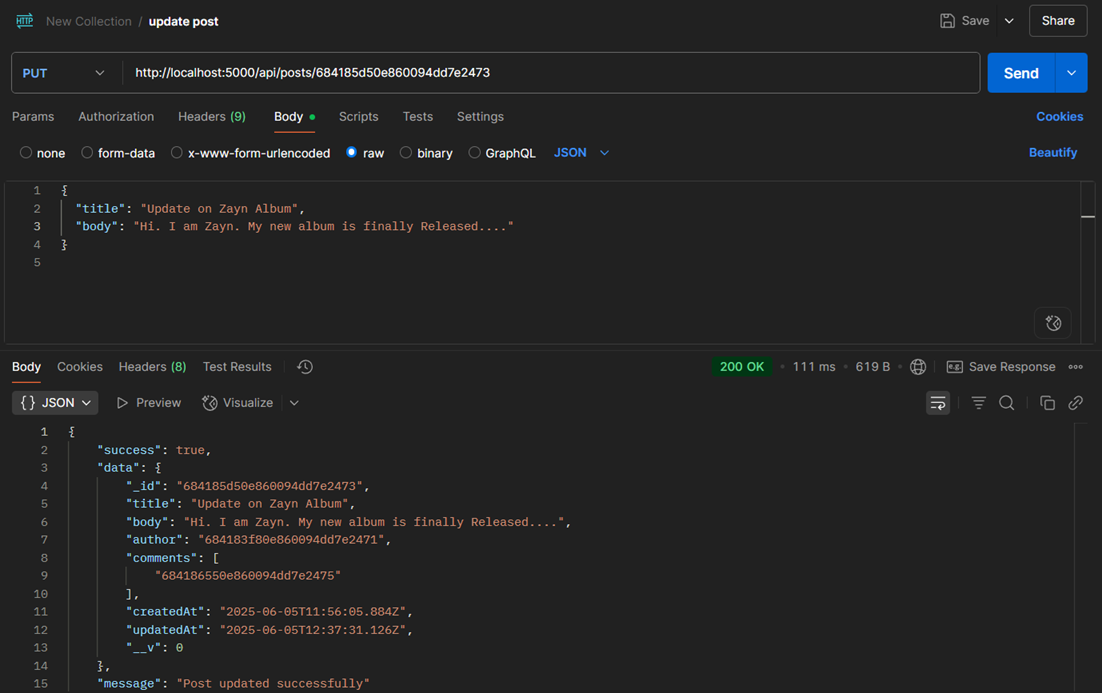 HTTP New Collection / update post Save Share
PUT http://localhost:5000/api/posts/684185d50e860094dd7e2473 Send
Params Authorization Headers (9) Body Scripts Tests Settings Cookies
none form-data x-www-form-urlencoded raw binary GraphQL JSON Beautify
1 {
2 "title": "Update on Zayn Album",
3 "body": "Hi. I am Zayn. My new album is finally Released...."
4 }
5
Body Cookies Headers (8) Test Results 200 OK • 111 ms • 619 B e.g. Save Response
{} JSON Preview Visualize
1 {
2 "success": true,
3 "data": {
4 "_id": "684185d50e860094dd7e2473",
5 "title": "Update on Zayn Album",
6 "body": "Hi. I am Zayn. My new album is finally Released....",
7 "author": "684183f80e860094dd7e2471",
8 "comments": [
9 "684186550e860094dd7e2475"
10 ],
11 "createdAt": "2025-06-05T11:56:05.884Z",
12 "updatedAt": "2025-06-05T12:37:31.126Z",
13 "__v": 0
14 },
15 "message": "Post updated successfully"